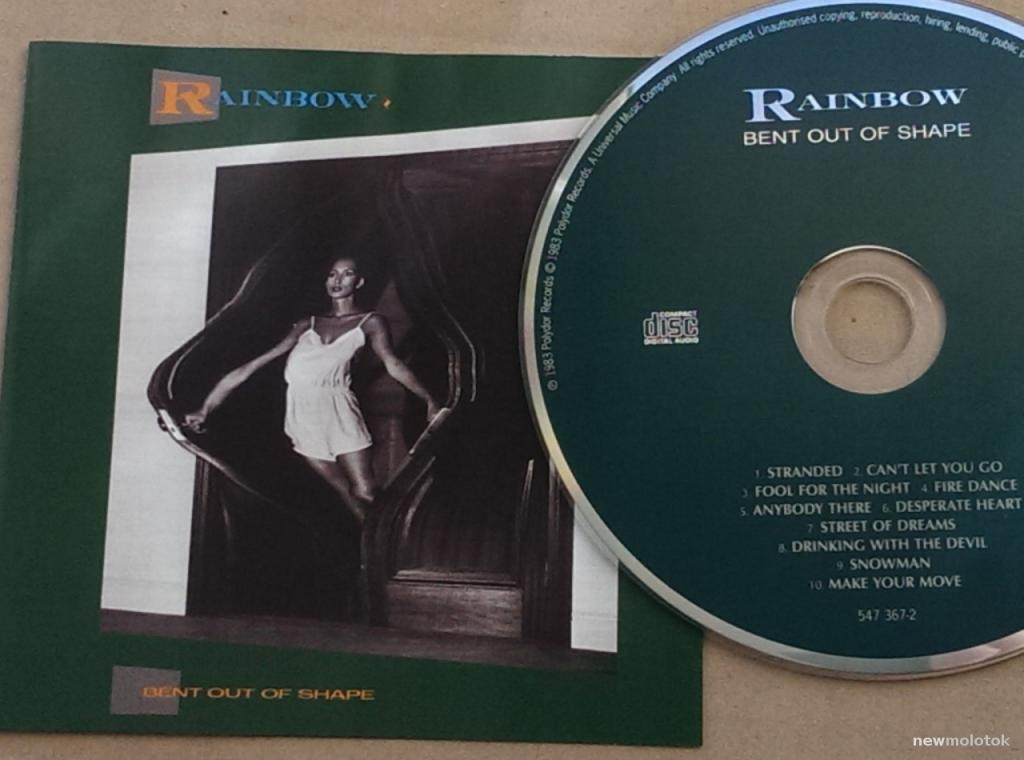 RAINBOW
BENT OUT OF SHAPE
℗ 1983 Polydor Records © 1983 Polydor Records. A Universal Music Company. All rights reserved. Unauthorised copying, reproduction, hiring, lending, public
RAINBOW
BENT OUT OF SHAPE
COMPACT
disc
DIGITAL AUDIO
1. STRANDED 2. CAN'T LET YOU GO
3. FOOL FOR THE NIGHT 4. FIRE DANCE
5. ANYBODY THERE 6. DESPERATE HEART
7. STREET OF DREAMS
8. DRINKING WITH THE DEVIL
9. SNOWMAN
10. MAKE YOUR MOVE
547 367-2
newmolotok